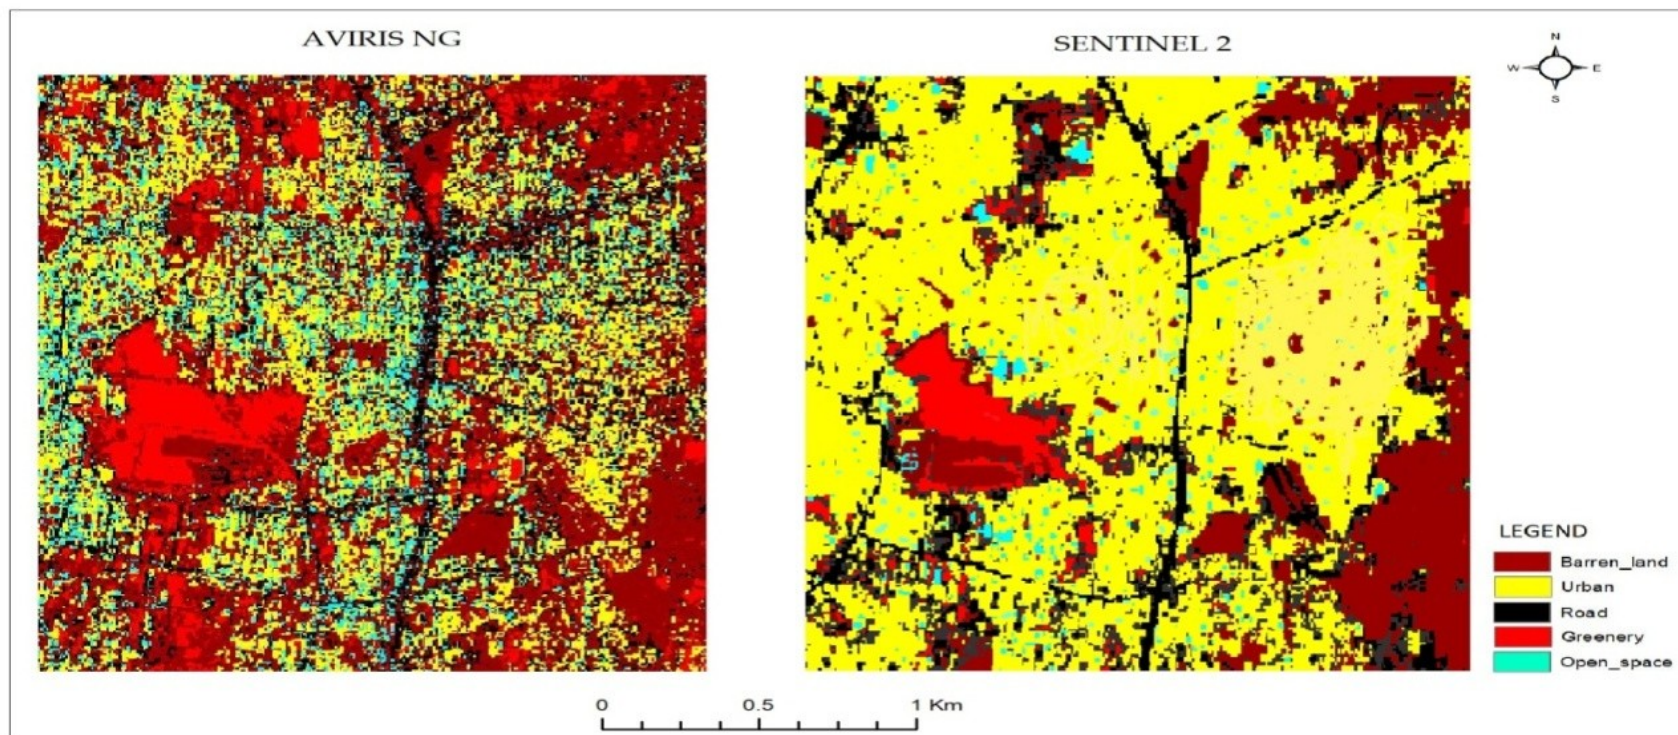 AVIRIS NG
SENTINEL 2
N
W E
S
LEGEND
Barren_land
Urban
Road
Greenery
Open_space
0 0.5 1 Km